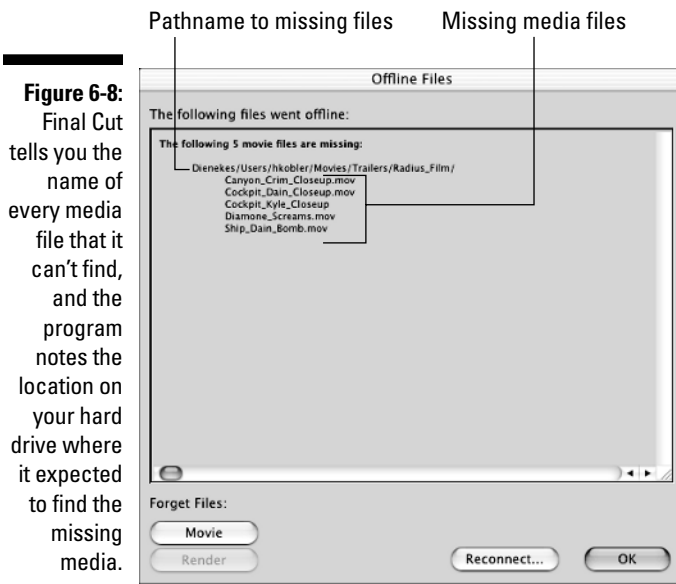 Pathname to missing files
Missing media files
Figure 6-8:
Final Cut
tells you the
name of
every media
file that it
can't find,
and the
program
notes the
location on
your hard
drive where
it expected
to find the
missing
media.
Offline Files
The following files went offline:
The following 5 movie files are missing:
Dienekes/Users/hkobler/Movies/Trailers/Radius_Film/
Canyon_Crim_Closeup.mov
Cockpit_Dain_Closeup.mov
Cockpit_Kyle_Closeup
Diamone_Screams.mov
Ship_Dain_Bomb.mov
Forget Files:
Movie
Render
Reconnect...
OK